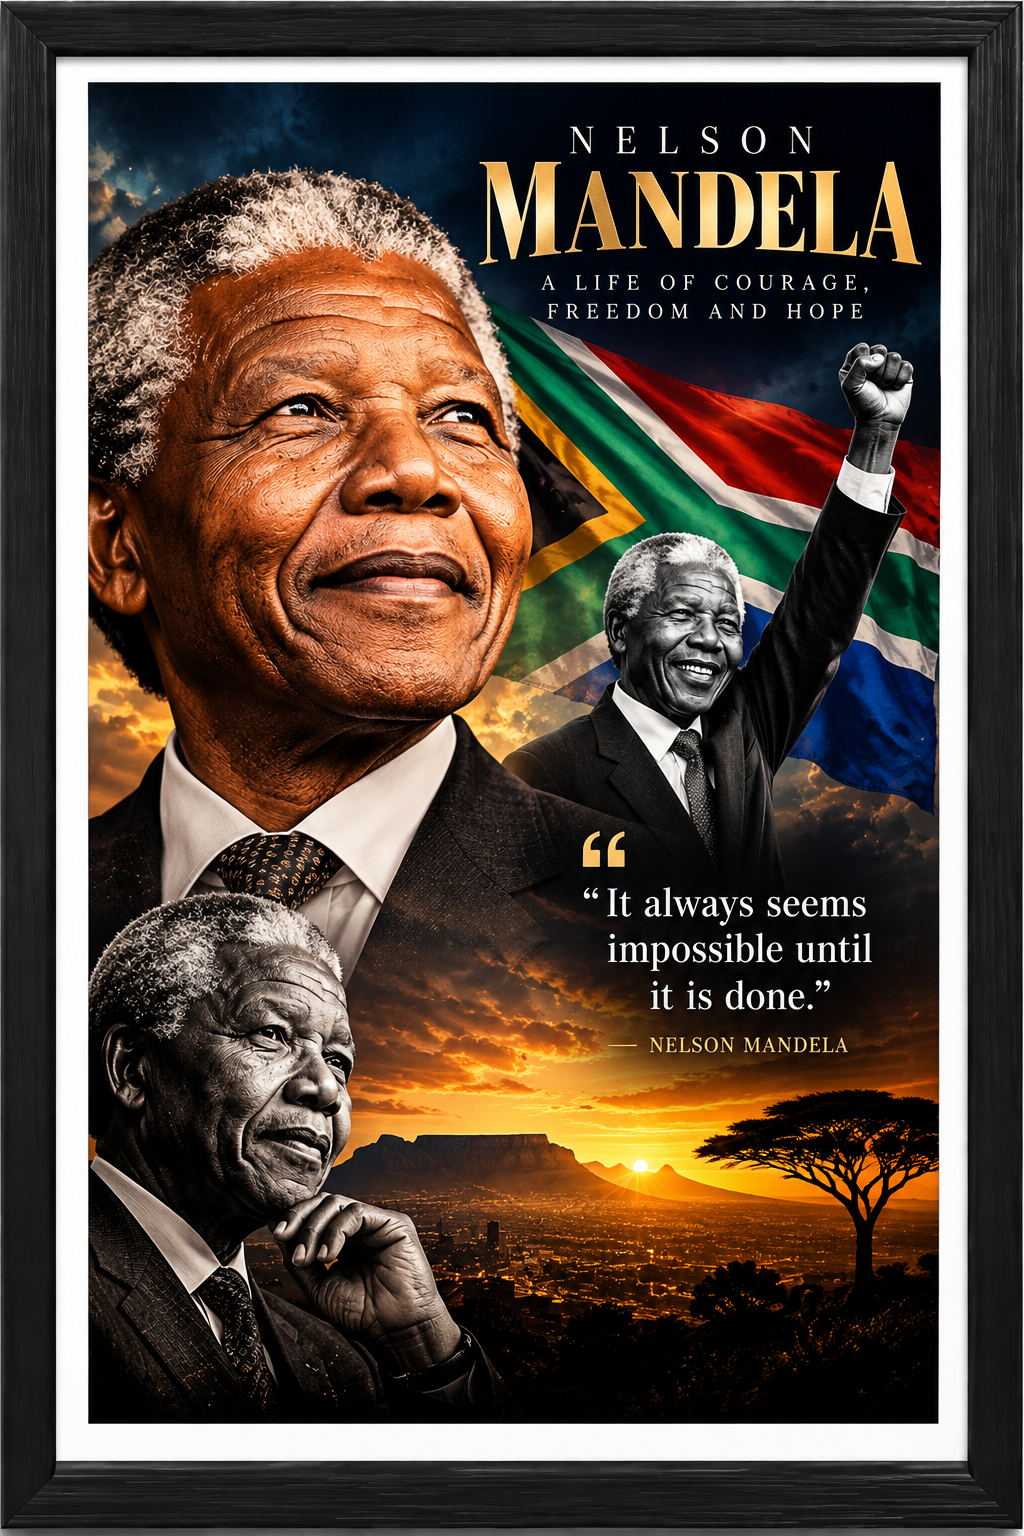 NELSON
MANDELA
A LIFE OF COURAGE,
FREEDOM AND HOPE
“
“It always seems
impossible until
it is done.”
— NELSON MANDELA